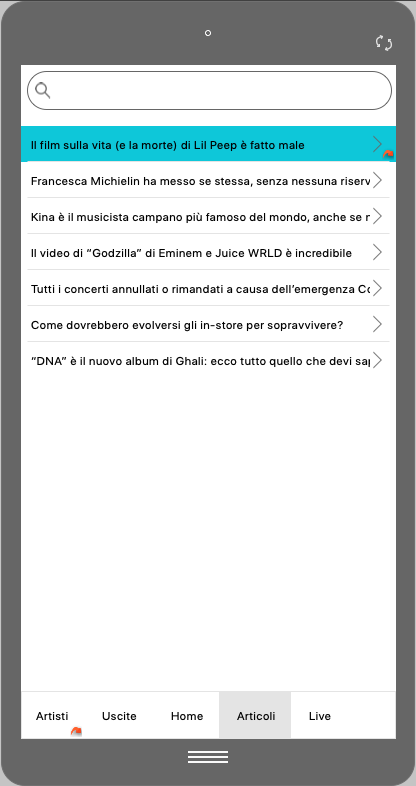 Il film sulla vita (e la morte) di Lil Peep è fatto male
Francesca Michielin ha messo se stessa, senza nessuna riserv
Kina è il musicista campano più famoso del mondo, anche se n
Il video di “Godzilla” di Eminem e Juice WRLD è incredibile
Tutti i concerti annullati o rimandati a causa dell’emergenza Co
Come dovrebbero evolversi gli in-store per sopravvivere?
“DNA” è il nuovo album di Ghali: ecco tutto quello che devi sap
Artisti Uscite Home Articoli Live